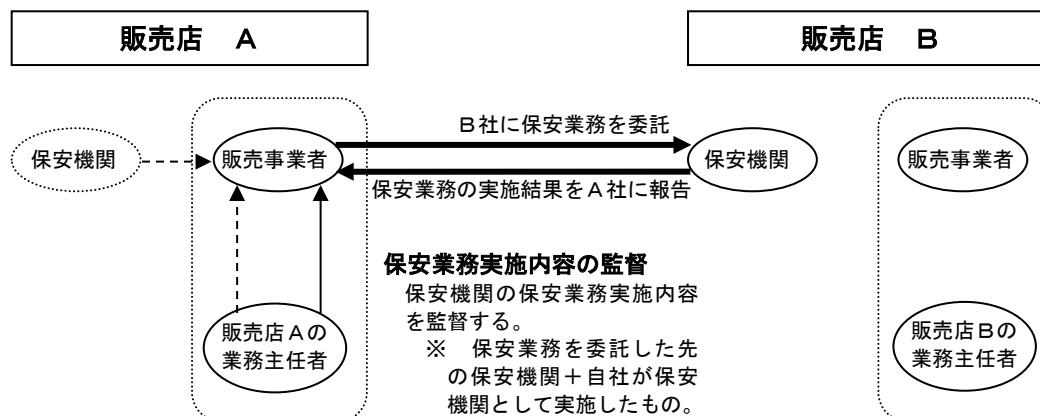 販売店　Ａ
販売店　Ｂ
Ｂ社に保安業務を委託
保安機関
販売事業者
保安機関
販売事業者
保安業務の実施結果をＡ社に報告
保安業務実施内容の監督
保安機関の保安業務実施内容
を監督する。
※　保安業務を委託した先
の保安機関＋自社が保安
機関として実施したもの。
販売店Ａの
業務主任者
販売店Ｂの
業務主任者